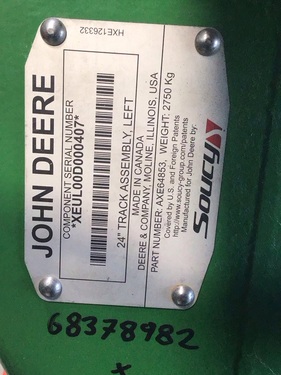 HXE126332
JOHN DEERE
COMPONENT SERIAL NUMBER
*XEUL00D000407*
24" TRACK ASSEMBLY, LEFT
MADE IN CANADA
DEERE & COMPANY, MOLINE, ILLINOIS, USA
PART NUMBER: AXE64853, WEIGHT: 2750 Kg
Covered by U.S. and Foreign Patents
http://www.soucy-group.com/patents
Manufactured for John Deere by:
Soucy
68378982
x